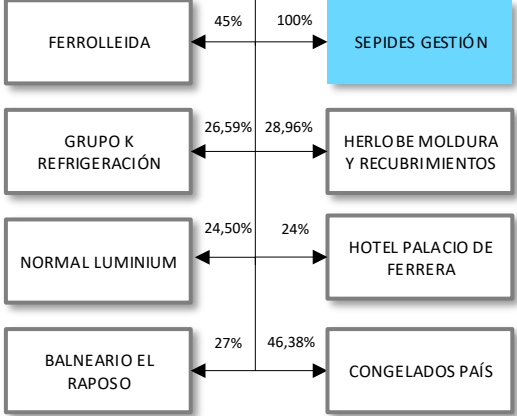 45% 100%
FERROLLEIDA
SEPIDES GESTIÓN
26,59% 28,96%
GRUPO K
REFRIGERACIÓN
HERLOBE MOLDURA
Y RECUBRIMIENTOS
24,50% 24%
NORMAL LUMINIUM
HOTEL PALACIO DE
FERRERA
27% 46,38%
BALNEARIO EL
RAPOSO
CONGELADOS PAÍS